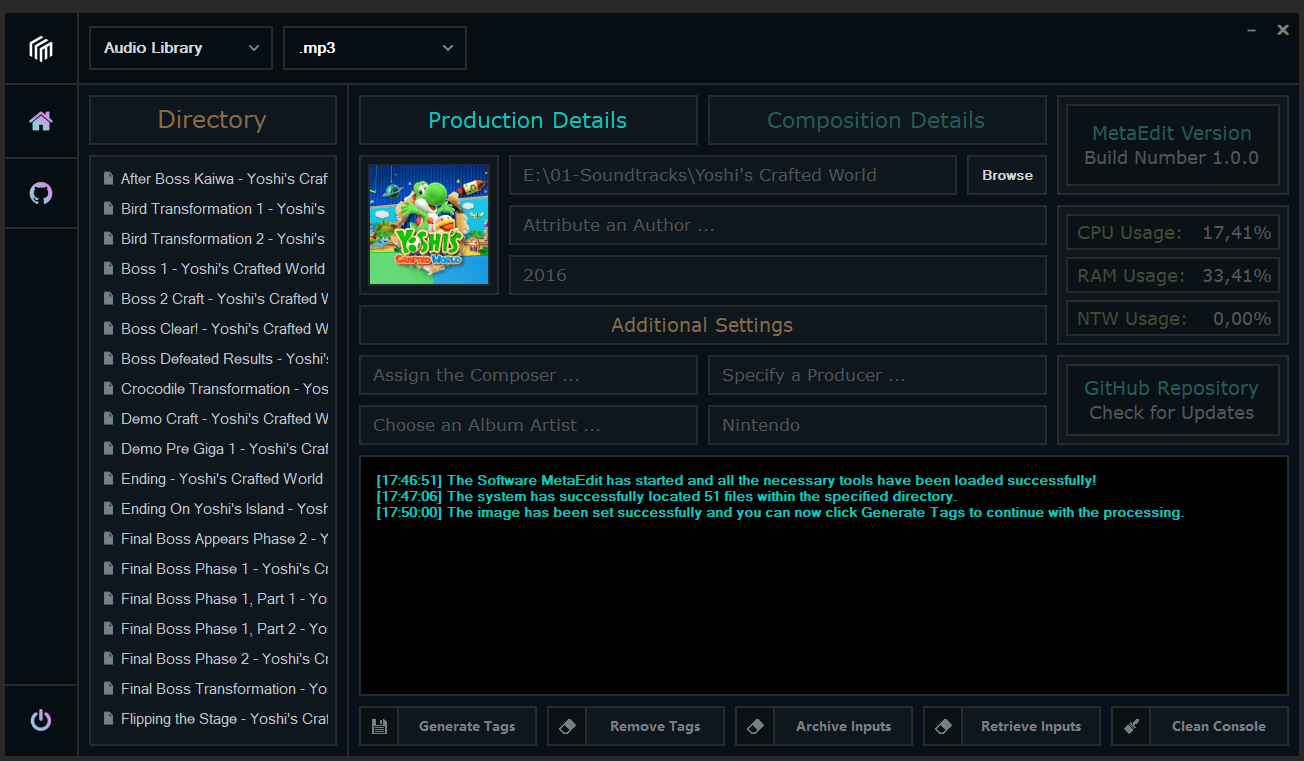 Audio Library
.mp3
Directory
After Boss Kaiwa - Yoshi's Craf
Bird Transformation 1 - Yoshi's
Bird Transformation 2 - Yoshi's
Boss 1 - Yoshi's Crafted World
Boss 2 Craft - Yoshi's Crafted W
Boss Clear! - Yoshi's Crafted W
Boss Defeated Results - Yoshi's
Crocodile Transformation - Yos
Demo Craft - Yoshi's Crafted W
Demo Pre Giga 1 - Yoshi's Craf
Ending - Yoshi's Crafted World
Ending On Yoshi's Island - Yosh
Final Boss Appears Phase 2 - Y
Final Boss Phase 1 - Yoshi's Cr
Final Boss Phase 1, Part 1 - Yo
Final Boss Phase 1, Part 2 - Yo
Final Boss Phase 2 - Yoshi's Cr
Final Boss Transformation - Yo
Flipping the Stage - Yoshi's Craf
Production Details
Composition Details
YOSHI'S
CRAFTED WORLD
E:\01-Soundtracks\Yoshi's Crafted World
Browse
Attribute an Author ...
2016
Additional Settings
Assign the Composer ...
Specify a Producer ...
Choose an Album Artist ...
Nintendo
MetaEdit Version
Build Number 1.0.0
CPU Usage: 17,41%
RAM Usage: 33,41%
NTW Usage: 0,00%
GitHub Repository
Check for Updates
[17:46:51] The Software MetaEdit has started and all the necessary tools have been loaded successfully!
[17:47:06] The system has successfully located 51 files within the specified directory.
[17:50:00] The image has been set successfully and you can now click Generate Tags to continue with the processing.
Generate Tags
Remove Tags
Archive Inputs
Retrieve Inputs
Clean Console